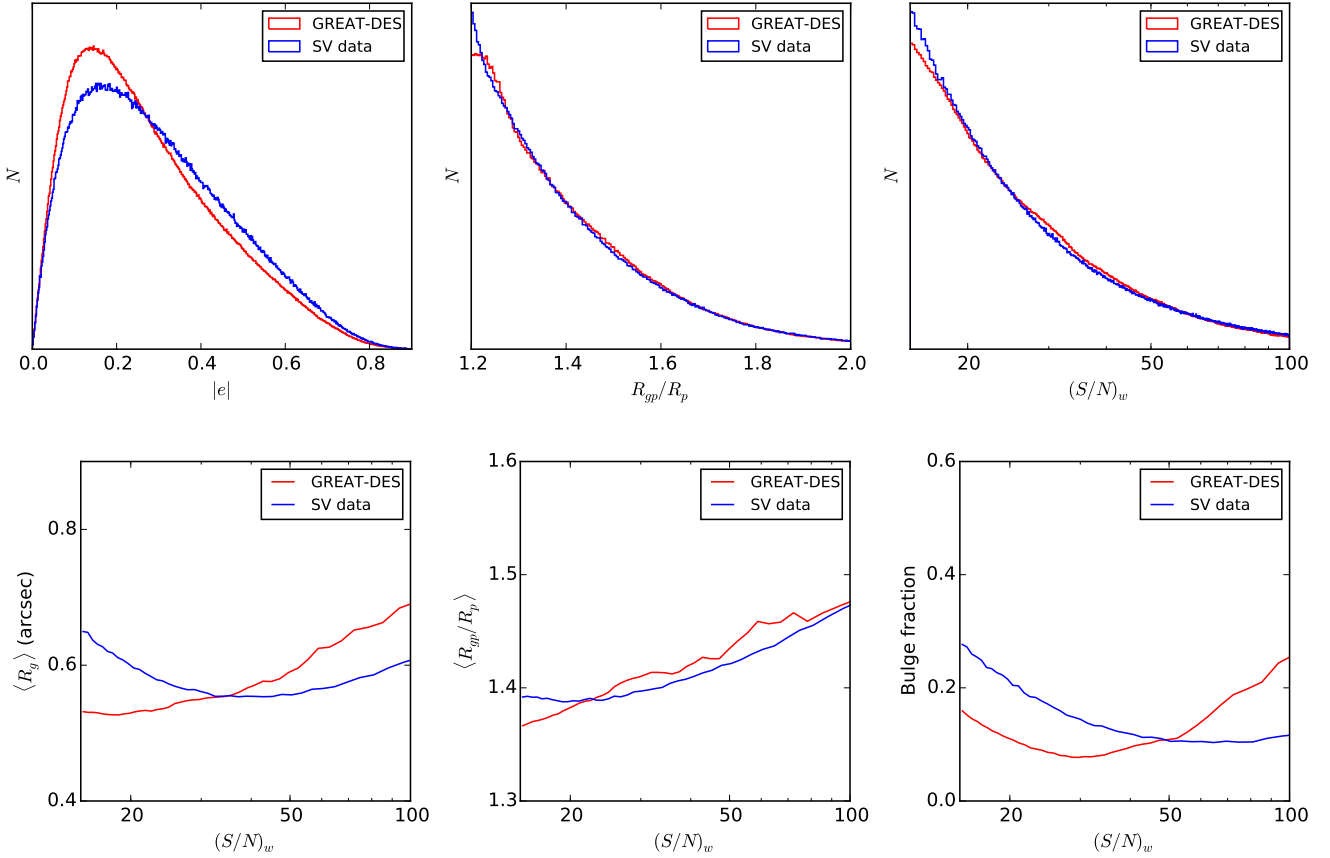 GREAT-DES
SV data
N
0.0 0.2 0.4 0.6 0.8
|e|
GREAT-DES
SV data
N
1.2 1.4 1.6 1.8 2.0
R_gp/R_p
GREAT-DES
SV data
N
20 50 100
(S/N)_w
GREAT-DES
SV data
0.8
0.6
0.4
⟨R_g⟩ (arcsec)
20 50 100
(S/N)_w
GREAT-DES
SV data
1.6
1.5
1.4
1.3
⟨R_gp/R_p⟩
20 50 100
(S/N)_w
GREAT-DES
SV data
0.6
0.4
0.2
0.0
Bulge fraction
20 50 100
(S/N)_w